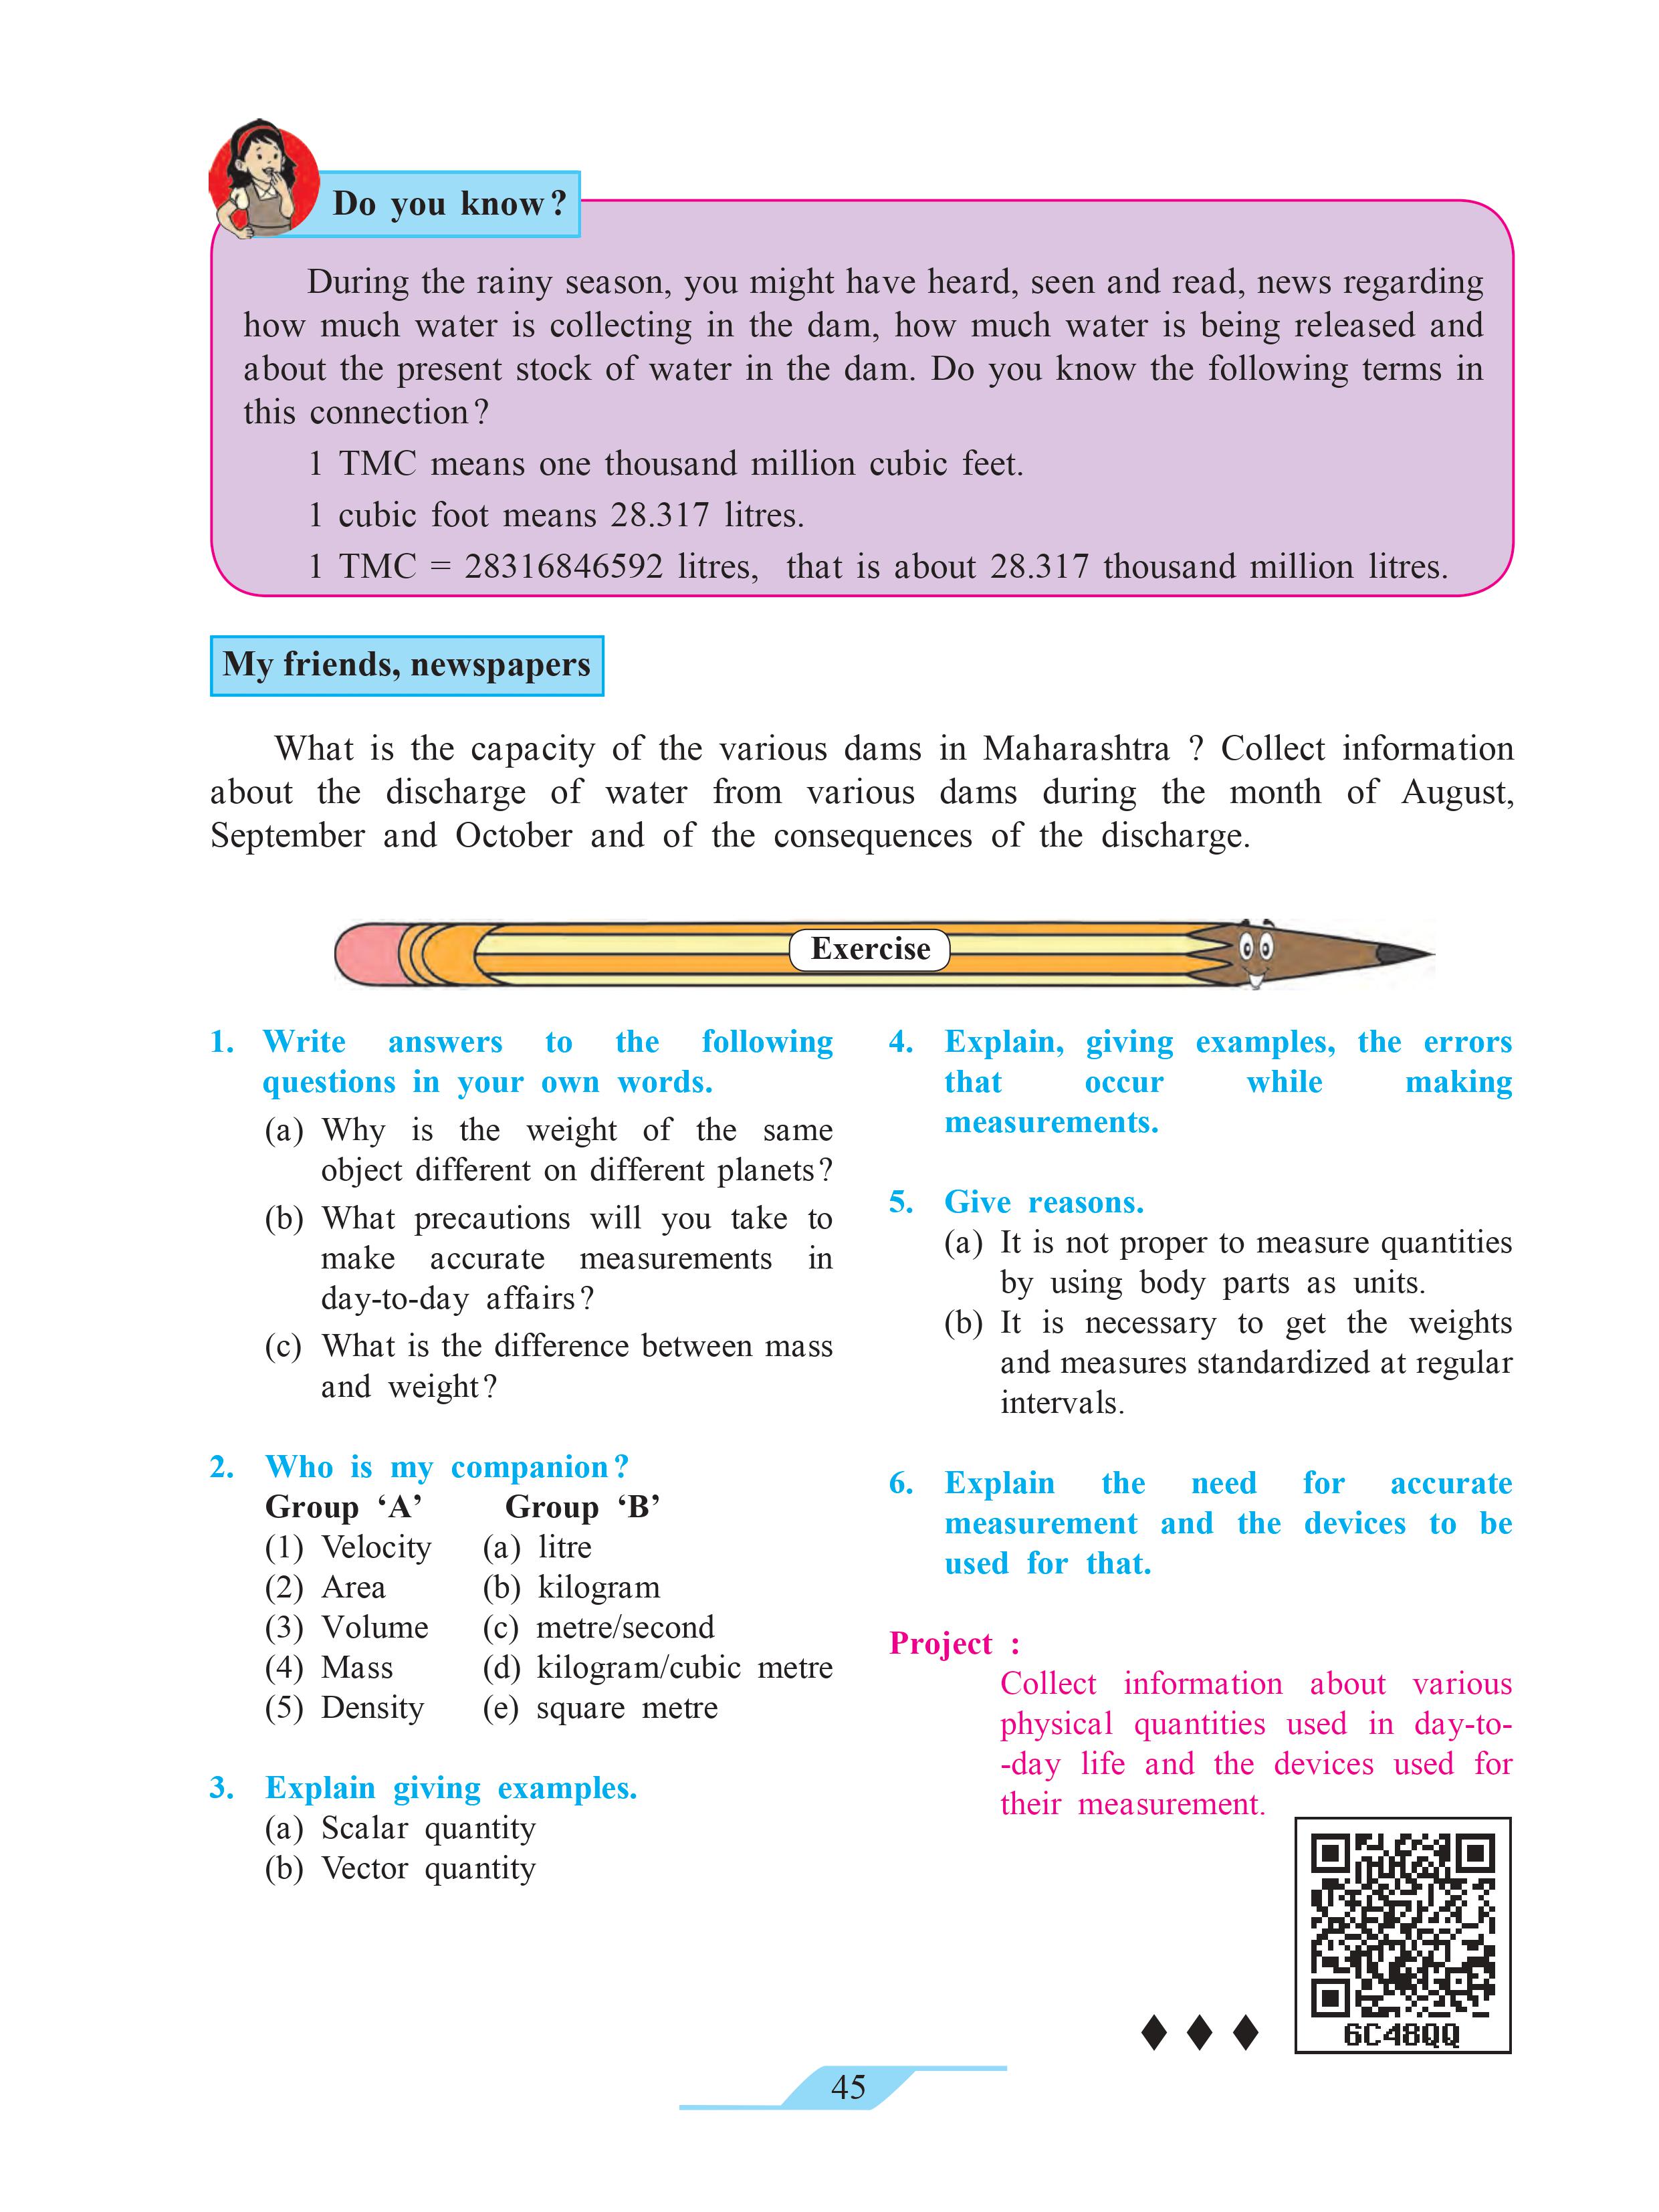 Do you know?
During the rainy season, you might have heard, seen and read, news regarding
how much water is collecting in the dam, how much water is being released and
about the present stock of water in the dam. Do you know the following terms in
this connection?
1 TMC means one thousand million cubic feet.
1 cubic foot means 28.317 litres.
1 TMC = 28316846592 litres, that is about 28.317 thousand million litres.
My friends, newspapers
What is the capacity of the various dams in Maharashtra ? Collect information
about the discharge of water from various dams during the month of August,
September and October and of the consequences of the discharge.
Exercise
1. Write answers to the following
questions in your own words.
(a) Why is the weight of the same
object different on different planets?
(b) What precautions will you take to
make accurate measurements in
day-to-day affairs?
(c) What is the difference between mass
and weight?
2. Who is my companion?
Group ‘A’ Group ‘B’
(1) Velocity (a) litre
(2) Area (b) kilogram
(3) Volume (c) metre/second
(4) Mass (d) kilogram/cubic metre
(5) Density (e) square metre
3. Explain giving examples.
(a) Scalar quantity
(b) Vector quantity
4. Explain, giving examples, the errors
that occur while making
measurements.
5. Give reasons.
(a) It is not proper to measure quantities
by using body parts as units.
(b) It is necessary to get the weights
and measures standardized at regular
intervals.
6. Explain the need for accurate
measurement and the devices to be
used for that.
Project :
Collect information about various
physical quantities used in day-to-
-day life and the devices used for
their measurement.
6C48QQ
45